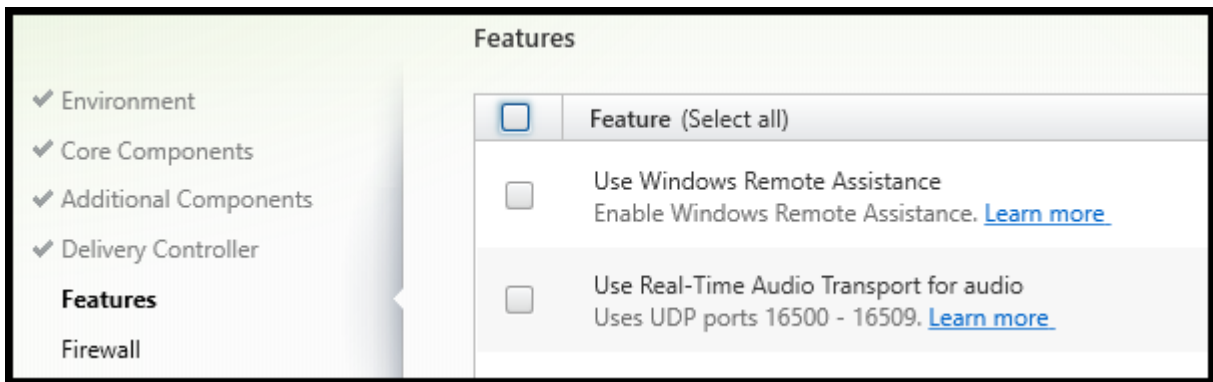 Features
Environment
Core Components
Additional Components
Delivery Controller
Features
Firewall
Feature (Select all)
Use Windows Remote Assistance
Enable Windows Remote Assistance. Learn more
Use Real-Time Audio Transport for audio
Uses UDP ports 16500 - 16509. Learn more